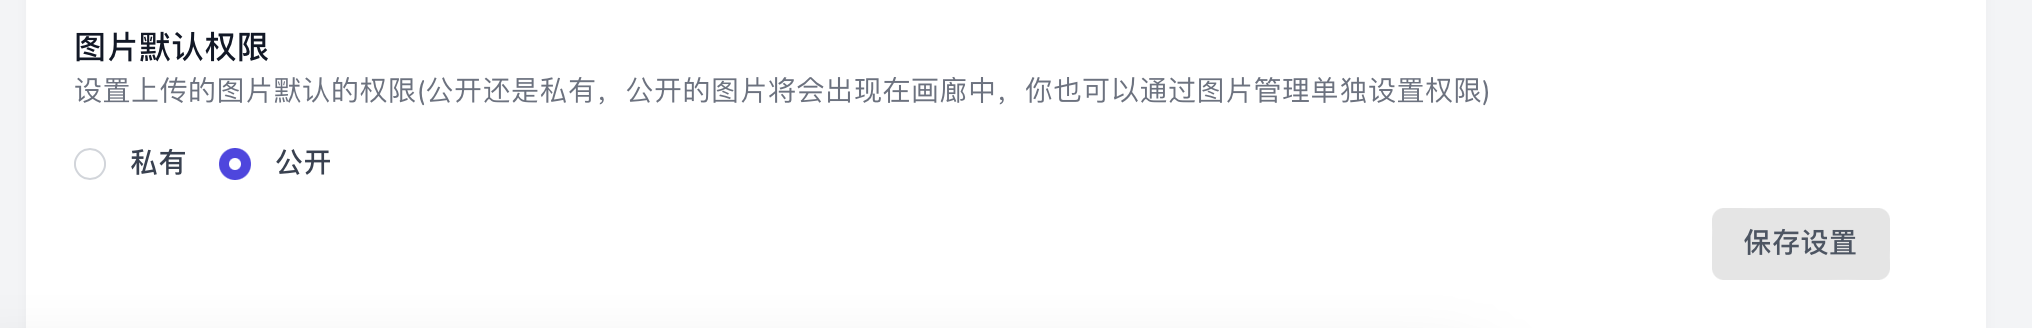 图片默认权限
设置上传的图片默认的权限(公开还是私有，公开的图片将会出现在画廊中，你也可以通过图片管理单独设置权限)
私有 公开
保存设置